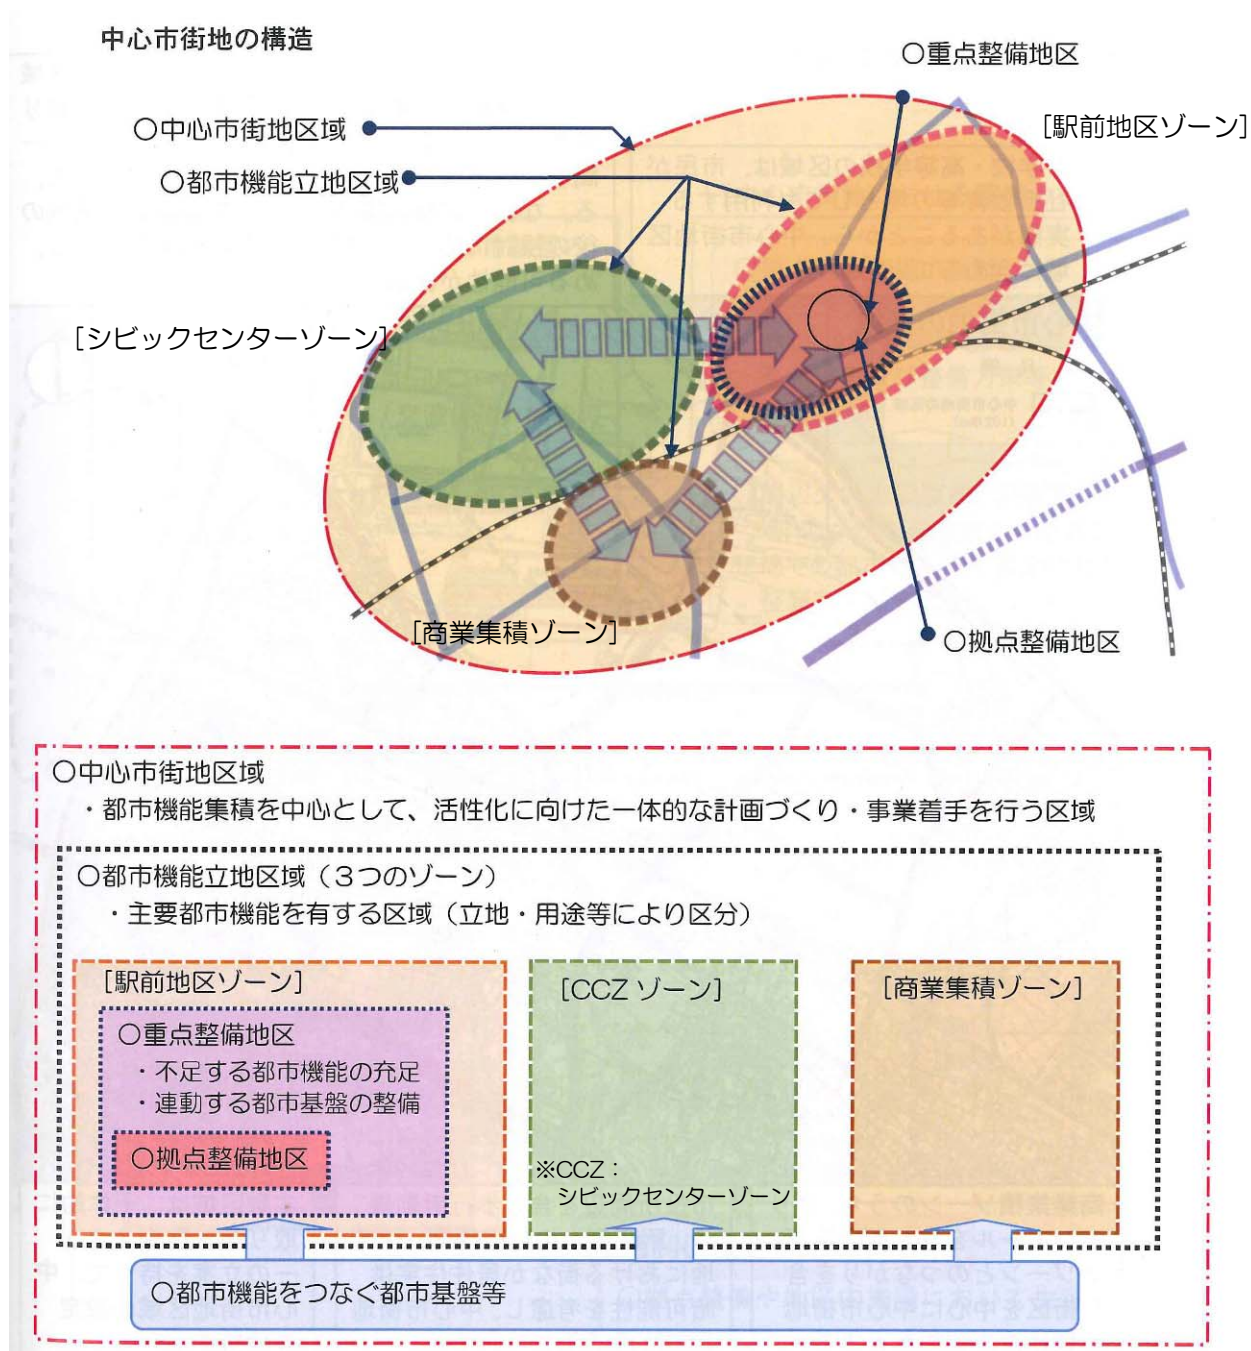 中心市街地の構造
○重点整備地区
[駅前地区ゾーン]
○中心市街地区域
○都市機能立地区域
[シビックセンターゾーン]
[商業集積ゾーン]
○拠点整備地区
○中心市街地区域
・都市機能集積を中心として、活性化に向けた一体的な計画づくり・事業着手を行う区域
○都市機能立地区域（３つのゾーン）
・主要都市機能を有する区域（立地・用途等により区分）
[駅前地区ゾーン]
[CCZ ゾーン]
[商業集積ゾーン]
○重点整備地区
・不足する都市機能の充足
・連動する都市基盤の整備
○拠点整備地区
※CCZ：
シビックセンターゾーン
○都市機能をつなぐ都市基盤等